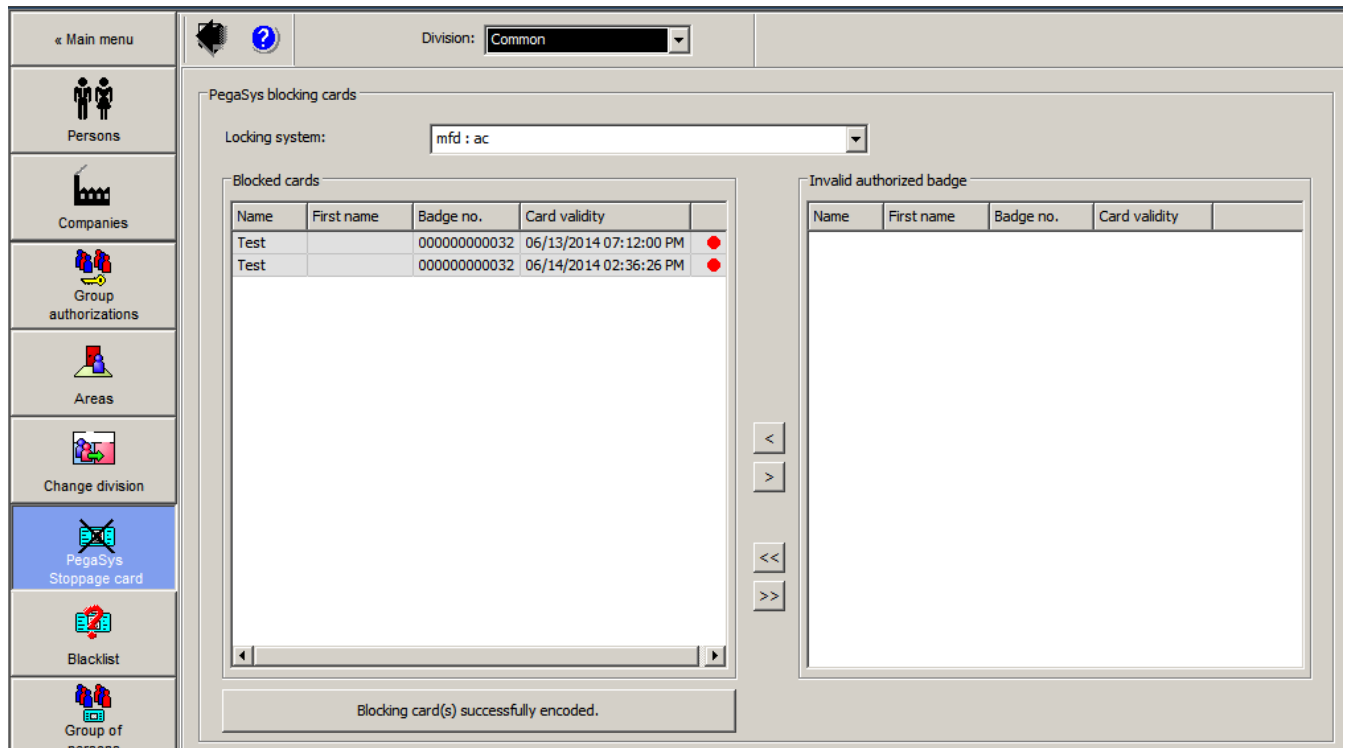 « Main menu
Division: Common
Persons
Companies
Group
authorizations
Areas
Change division
PegaSys
Stoppage card
Blacklist
Group of
persons
PegaSys blocking cards
Locking system: mfd : ac
Blocked cards
Name First name Badge no. Card validity
Test 000000000032 06/13/2014 07:12:00 PM
Test 000000000032 06/14/2014 02:36:26 PM
<
>
<<
>>
Invalid authorized badge
Name First name Badge no. Card validity
Blocking card(s) successfully encoded.